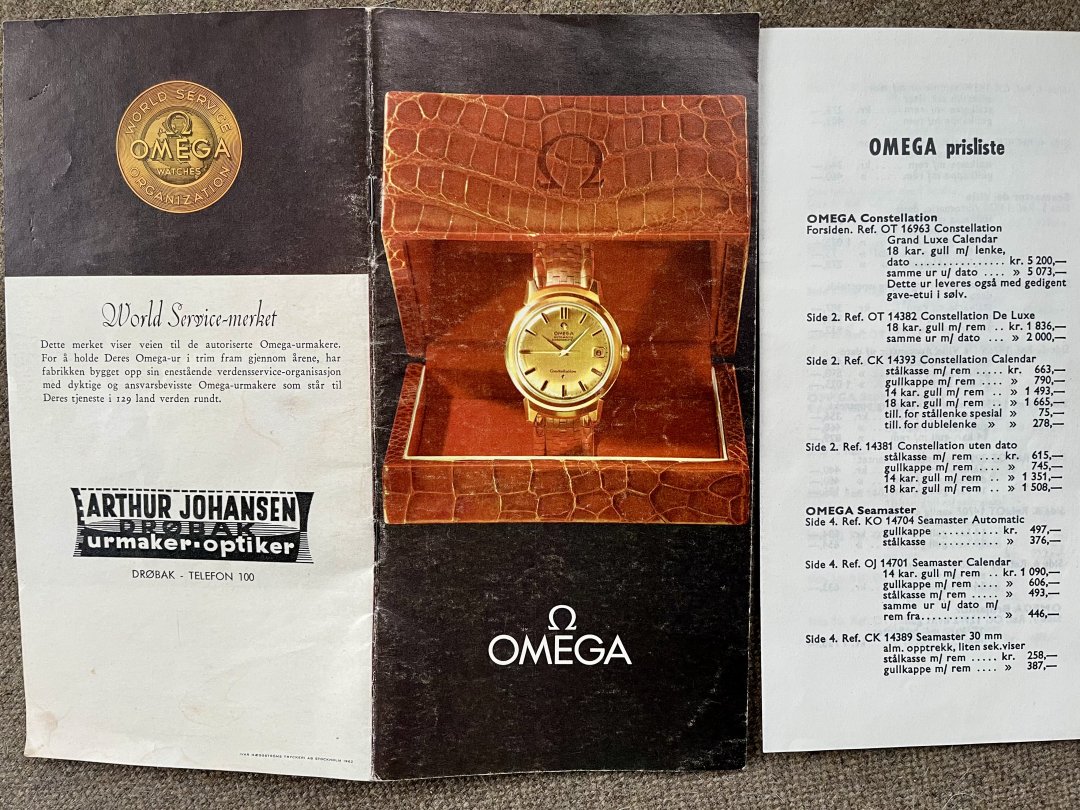 WORLD SERVICE
Ω
OMEGA
WATCHES
ORGANIZATION
World Service-merket
Dette merket viser veien til de autoriserte Omega-urmakere.
For å holde Deres Omega-ur i trim fram gjennom årene, har
fabrikken bygget opp sin enestående verdensservice-organisasjon
med dyktige og ansvarsbevisste Omega-urmakere som står til
Deres tjeneste i 129 land verden rundt.
ARTHUR JOHANSEN
DRØBAK
urmaker·optiker
DRØBAK - TELEFON 100
IVAR HÆGGSTRÖMS TRYCKERI AB STOCKHOLM 1962
Ω
Ω
OMEGA
Constellation
Ω
OMEGA
OMEGA prisliste
OMEGA Constellation
Forsiden. Ref. OT 16963 Constellation
Grand Luxe Calendar
18 kar. gull m/ lenke,
dato ................ kr. 5 200,—
samme ur u/ dato .... » 5 073,—
Dette ur leveres også med gedigent
gave-etui i sølv.
Side 2. Ref. OT 14382 Constellation De Luxe
18 kar. gull m/ rem .. kr. 1 836,—
samme ur m/ dato ... » 2 000,—
Side 2. Ref. CK 14393 Constellation Calendar
stålkasse m/ rem ..... kr. 663,—
gullkappe m/ rem .... » 790,—
14 kar. gull m/ rem .. » 1 493,—
18 kar. gull m/ rem .. » 1 665,—
till. for stållenke spesial » 75,—
till. for dublelenke » » 278,—
Side 2. Ref. 14381 Constellation uten dato
stålkasse m/ rem .... kr. 615,—
gullkappe m/ rem .... » 745,—
14 kar. gull m/ rem .. » 1 351,—
18 kar. gull m/ rem .. » 1 508,—
OMEGA Seamaster
Side 4. Ref. KO 14704 Seamaster Automatic
gullkappe ........... kr. 497,—
stålkasse ........... » 376,—
Side 4. Ref. OJ 14701 Seamaster Calendar
14 kar. gull m/ rem .. kr. 1 090,—
gullkappe m/ rem .... » 606,—
stålkasse m/ rem .... » 493,—
samme ur u/ dato m/
rem fra.............. » 446,—
Side 4. Ref. CK 14389 Seamaster 30 mm
alm. opptrekk, liten sek.viser
stålkasse m/ rem ..... kr. 258,—
gullkappe m/ rem .... » 387,—